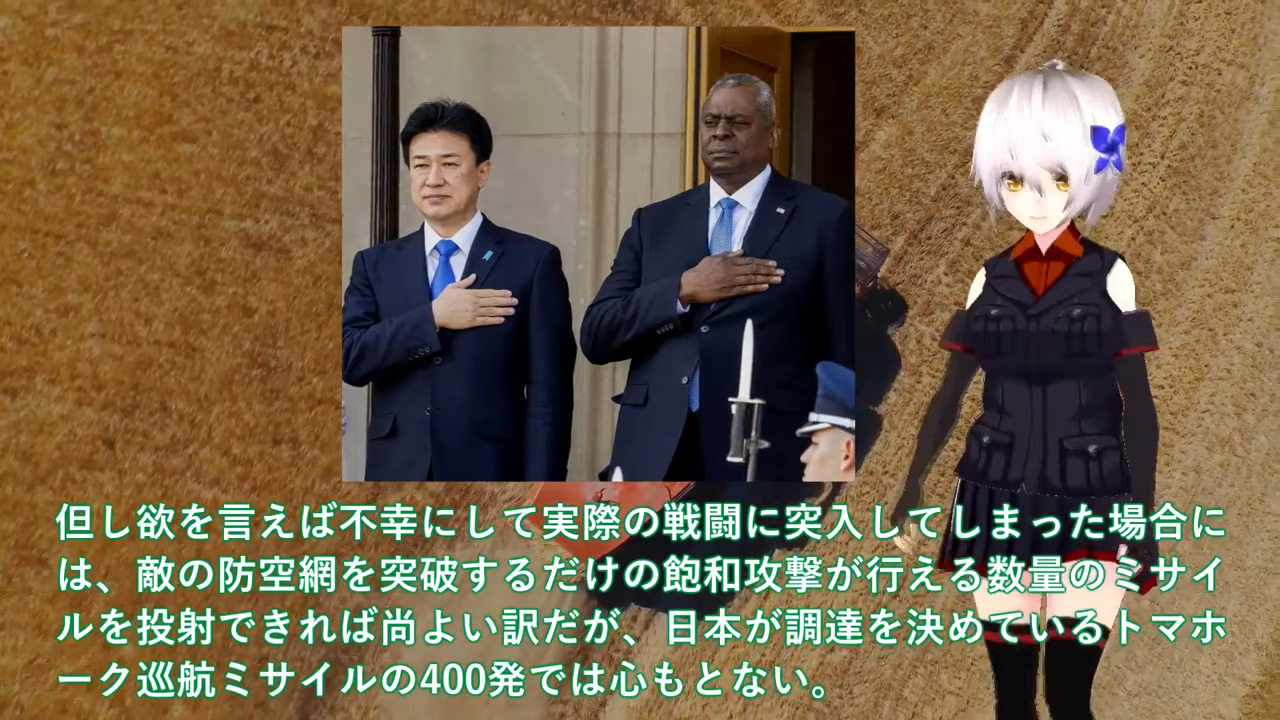 但し欲を言えば不幸にして実際の戦闘に突入してしまった場合に
は、敵の防空網を突破するだけの飽和攻撃が行える数量のミサイ
ルを投射できれば尚よい訳だが、日本が調達を決めているトマホ
ーク巡航ミサイルの400発では心もとない。